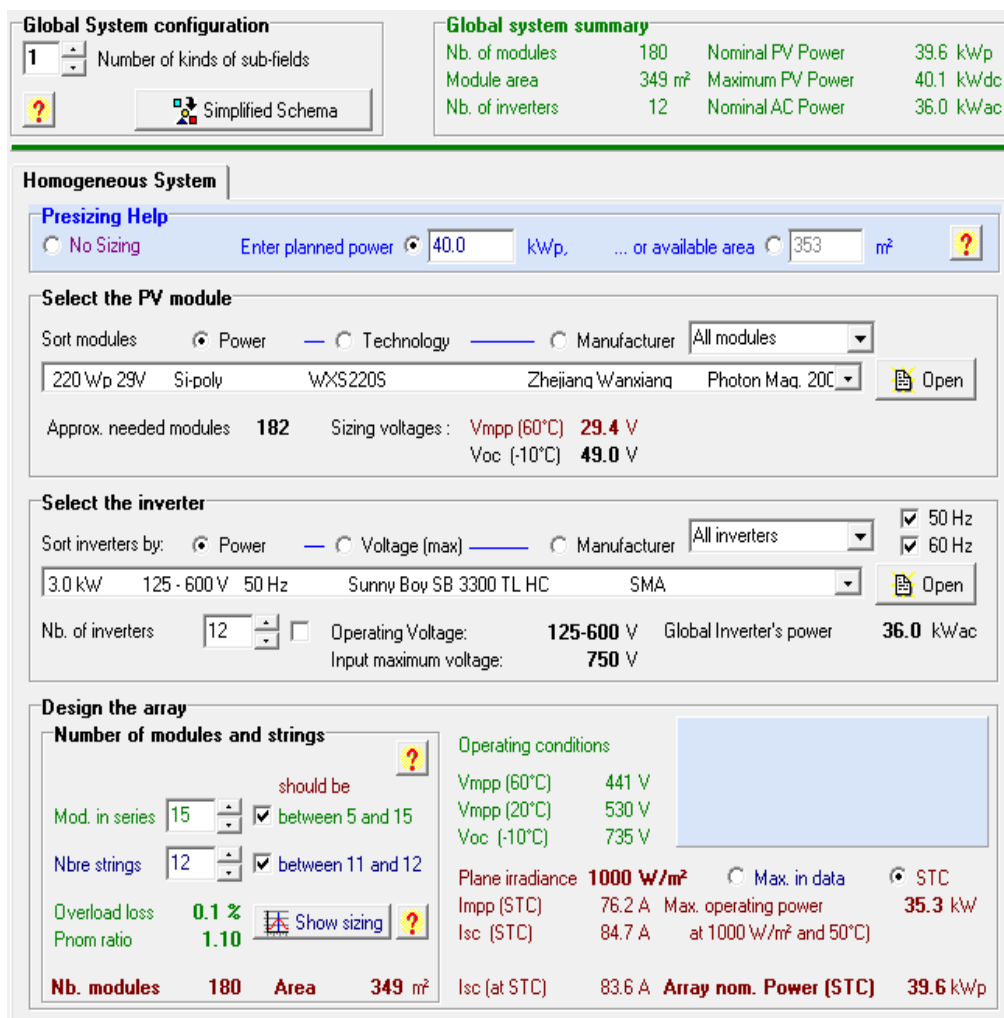 Global System configuration
1 Number of kinds of sub-fields
? Simplified Schema
Global system summary
Nb. of modules 180 Nominal PV Power 39.6 kWp
Module area 349 m² Maximum PV Power 40.1 kWdc
Nb. of inverters 12 Nominal AC Power 36.0 kWac
Homogeneous System
Presizing Help
No Sizing Enter planned power 40.0 kWp, ... or available area 353 m² ?
Select the PV module
Sort modules Power Technology Manufacturer All modules
220 Wp 29V Si-poly WXS220S Zhejiang Wanxiang Photon Mag. 200 Open
Approx. needed modules 182 Sizing voltages : Vmpp (60°C) 29.4 V
Voc (-10°C) 49.0 V
Select the inverter
Sort inverters by: Power Voltage (max) Manufacturer All inverters 50 Hz
60 Hz
3.0 kW 125 - 600 V 50 Hz Sunny Boy SB 3300 TL HC SMA Open
Nb. of inverters 12 Operating Voltage: 125-600 V Global Inverter's power 36.0 kWac
Input maximum voltage: 750 V
Design the array
Number of modules and strings
?
should be
Mod. in series 15 between 5 and 15
Nbre strings 12 between 11 and 12
Overload loss 0.1 % Show sizing ?
Pnom ratio 1.10
Nb. modules 180 Area 349 m²
Operating conditions
Vmpp (60°C) 441 V
Vmpp (20°C) 530 V
Voc (-10°C) 735 V
Plane irradiance 1000 W/m² Max. in data STC
Impp (STC) 76.2 A Max. operating power 35.3 kW
Isc (STC) 84.7 A at 1000 W/m² and 50°C)
Isc (at STC) 83.6 A Array nom. Power (STC) 39.6 kWp